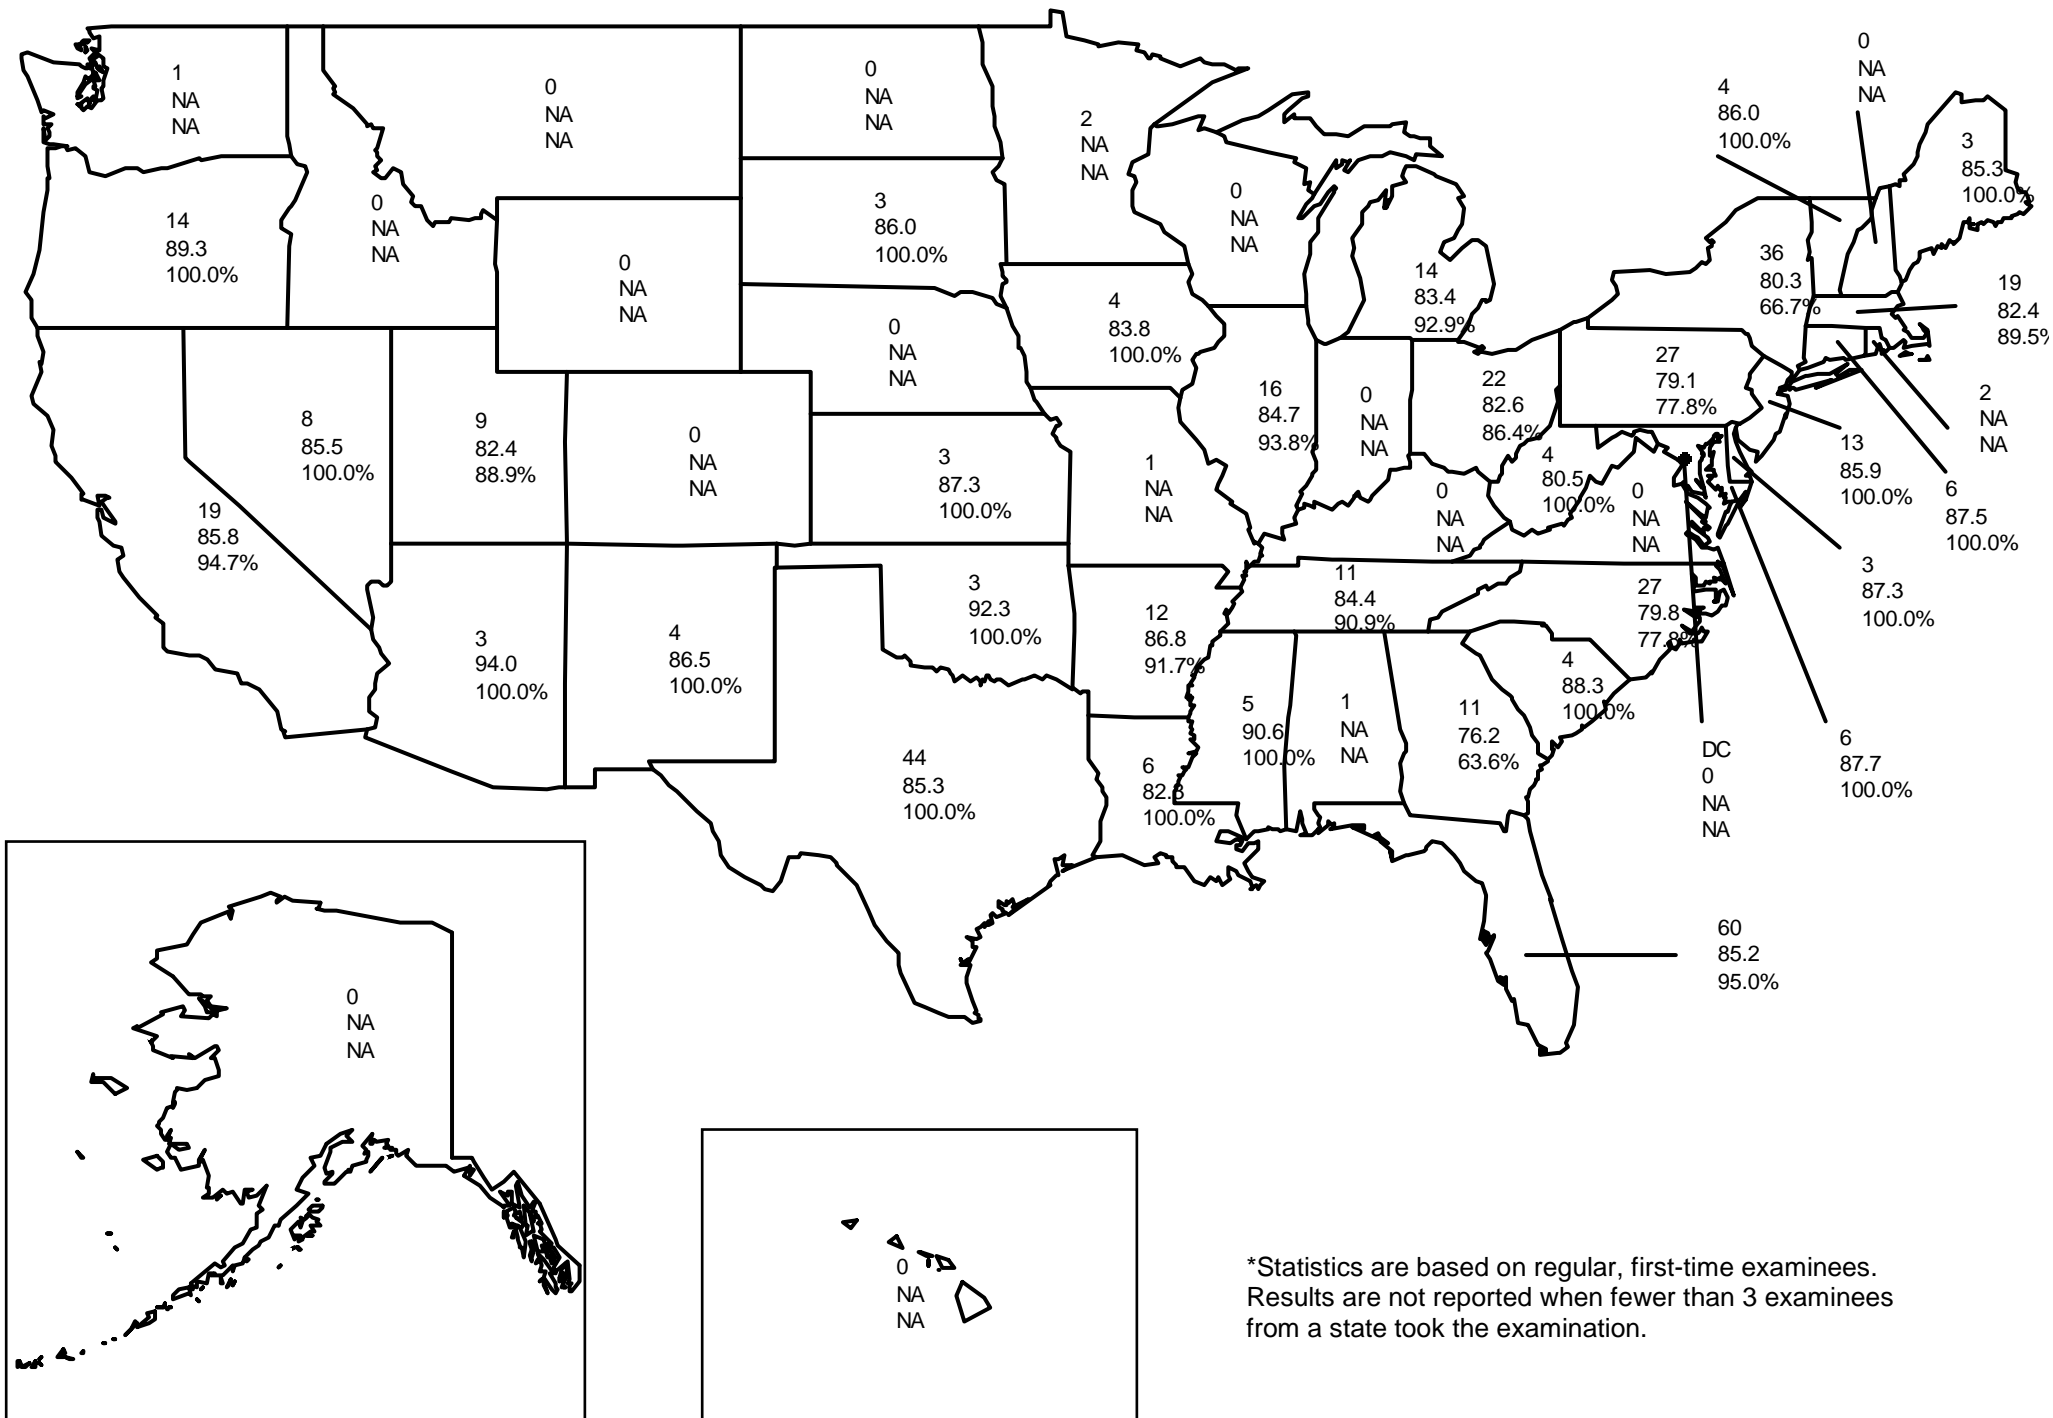 1
NA
NA
0
NA
NA
0
NA
NA
2
NA
NA
0
NA
NA
4
86.0
100.0%
0
NA
NA
3
85.3
100.0%
14
89.3
100.0%
0
NA
NA
0
NA
NA
3
86.0
100.0%
14
83.4
92.9%
36
80.3
66.7%
19
82.4
89.5%
0
NA
NA
4
83.8
100.0%
27
79.1
77.8%
2
NA
NA
8
85.5
100.0%
9
82.4
88.9%
0
NA
NA
3
87.3
100.0%
1
NA
NA
16
84.7
93.8%
0
NA
NA
22
82.6
86.4%
4
80.5
100.0%
0
NA
NA
0
NA
NA
13
85.9
100.0%
6
87.5
100.0%
3
87.3
100.0%
19
85.8
94.7%
3
94.0
100.0%
4
86.5
100.0%
3
92.3
100.0%
12
86.8
91.7%
11
84.4
90.9%
27
79.8
77.8%
4
88.3
100.0%
44
85.3
100.0%
6
82.3
100.0%
5
90.6
100.0%
1
NA
NA
11
76.2
63.6%
DC
0
NA
NA
6
87.7
100.0%
60
85.2
95.0%
0
NA
NA
0
NA
NA
*Statistics are based on regular, first-time examinees.
Results are not reported when fewer than 3 examinees
from a state took the examination.